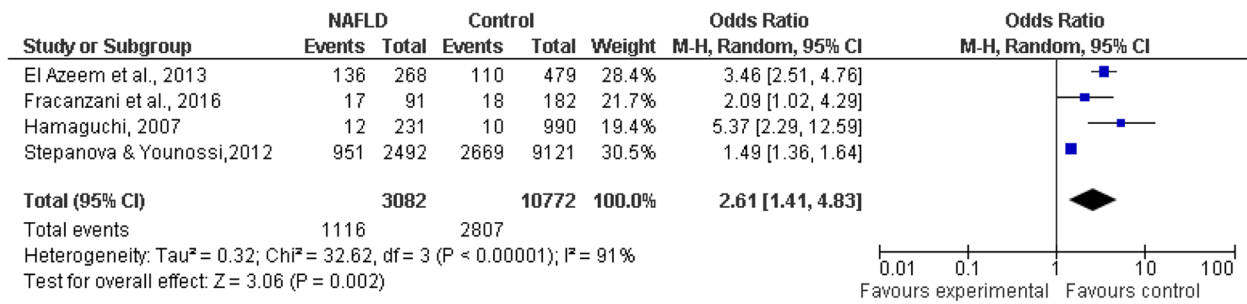 NAFLD Control Odds Ratio Odds Ratio
Study or Subgroup Events Total Events Total Weight M-H, Random, 95% CI M-H, Random, 95% CI
El Azeem et al., 2013 136 268 110 479 28.4% 3.46 [2.51, 4.76]
Fracanzani et al., 2016 17 91 18 182 21.7% 2.09 [1.02, 4.29]
Hamaguchi, 2007 12 231 10 990 19.4% 5.37 [2.29, 12.59]
Stepanova & Younossi,2012 951 2492 2669 9121 30.5% 1.49 [1.36, 1.64]
Total (95% CI) 3082 10772 100.0% 2.61 [1.41, 4.83]
Total events 1116 2807
Heterogeneity: Tau² = 0.32; Chi² = 32.62, df = 3 (P < 0.00001); I² = 91%
Test for overall effect: Z = 3.06 (P = 0.002)
0.01 0.1 1 10 100
Favours experimental Favours control